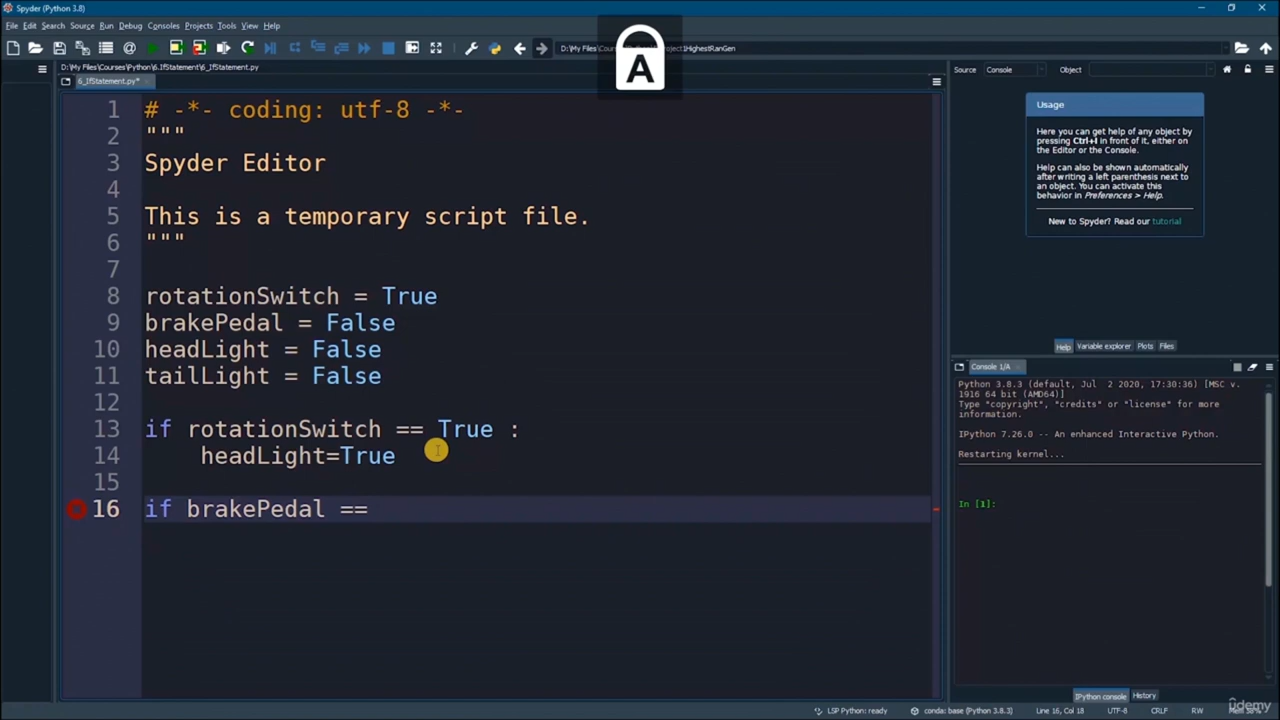 Spyder (Python 3.8)
File Edit Search Source Run Debug Consoles Projects Tools View Help
A
D:\My Files\Courses\Python\6.IfStatement\6_IfStatement.py
6_IfStatement.py*
1 # -*- coding: utf-8 -*-
2 """
3 Spyder Editor
4
5 This is a temporary script file.
6 """
7
8 rotationSwitch = True
9 brakePedal = False
10 headLight = False
11 tailLight = False
12
13 if rotationSwitch == True :
14 headLight=True
15
16 if brakePedal ==
Source Console Object
Usage
Here you can get help of any object by
pressing Ctrl+I in front of it, either on
the Editor or the Console.
Help can also be shown automatically
after writing a left parenthesis next to
an object. You can activate this
behavior in Preferences > Help.
New to Spyder? Read our tutorial
Help Variable explorer Plots Files
Console 1/A
Python 3.8.3 (default, Jul 2 2020, 17:30:36) [MSC v.
1916 64 bit (AMD64)]
Type "copyright", "credits" or "license" for more
information.
IPython 7.26.0 -- An enhanced Interactive Python.
Restarting kernel...
In [1]:
IPython console History
LSP Python: ready conda: base (Python 3.8.3) Line 16, Col 18 UTF-8 CRLF RW
ûdemy